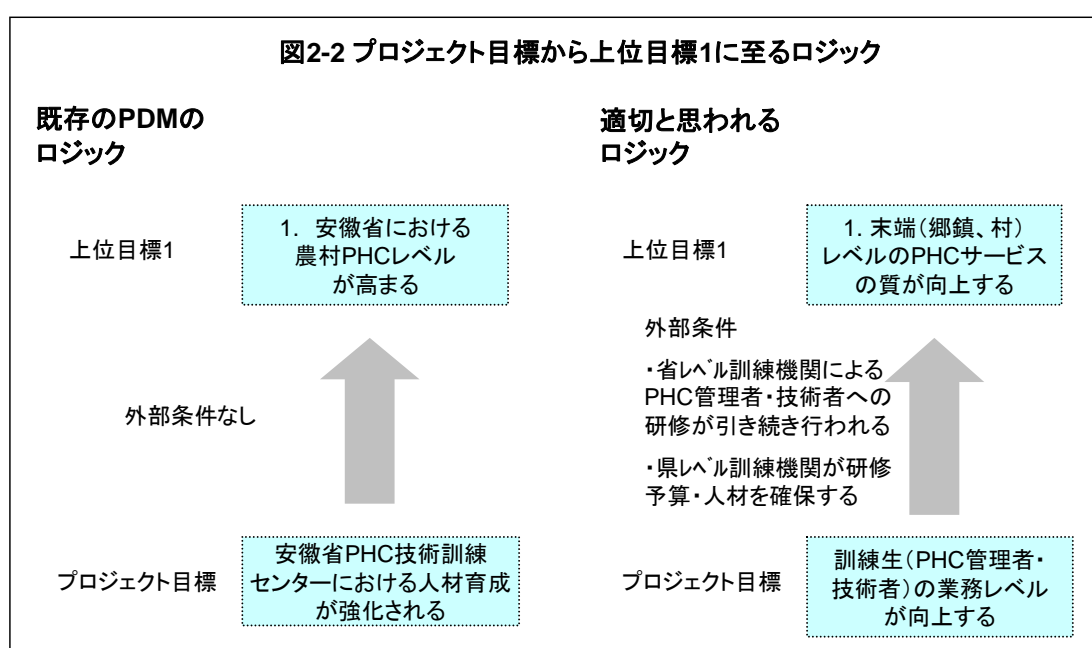 図2-2 プロジェクト目標から上位目標1に至るロジック
既存のPDMの
ロジック
上位目標1
1. 安徽省における
農村PHCレベル
が高まる
外部条件なし
プロジェクト目標
安徽省PHC技術訓練
センターにおける人材育成
が強化される
適切と思われる
ロジック
上位目標1
1. 末端(郷鎮、村)
レベルのPHCサービス
の質が向上する
外部条件
・省ﾚﾍﾞﾙ訓練機関による
PHC管理者・技術者への
研修が引き続き行われる
・県ﾚﾍﾞﾙ訓練機関が研修
予算・人材を確保する
プロジェクト目標
訓練生(PHC管理者・
技術者)の業務レベル
が向上する